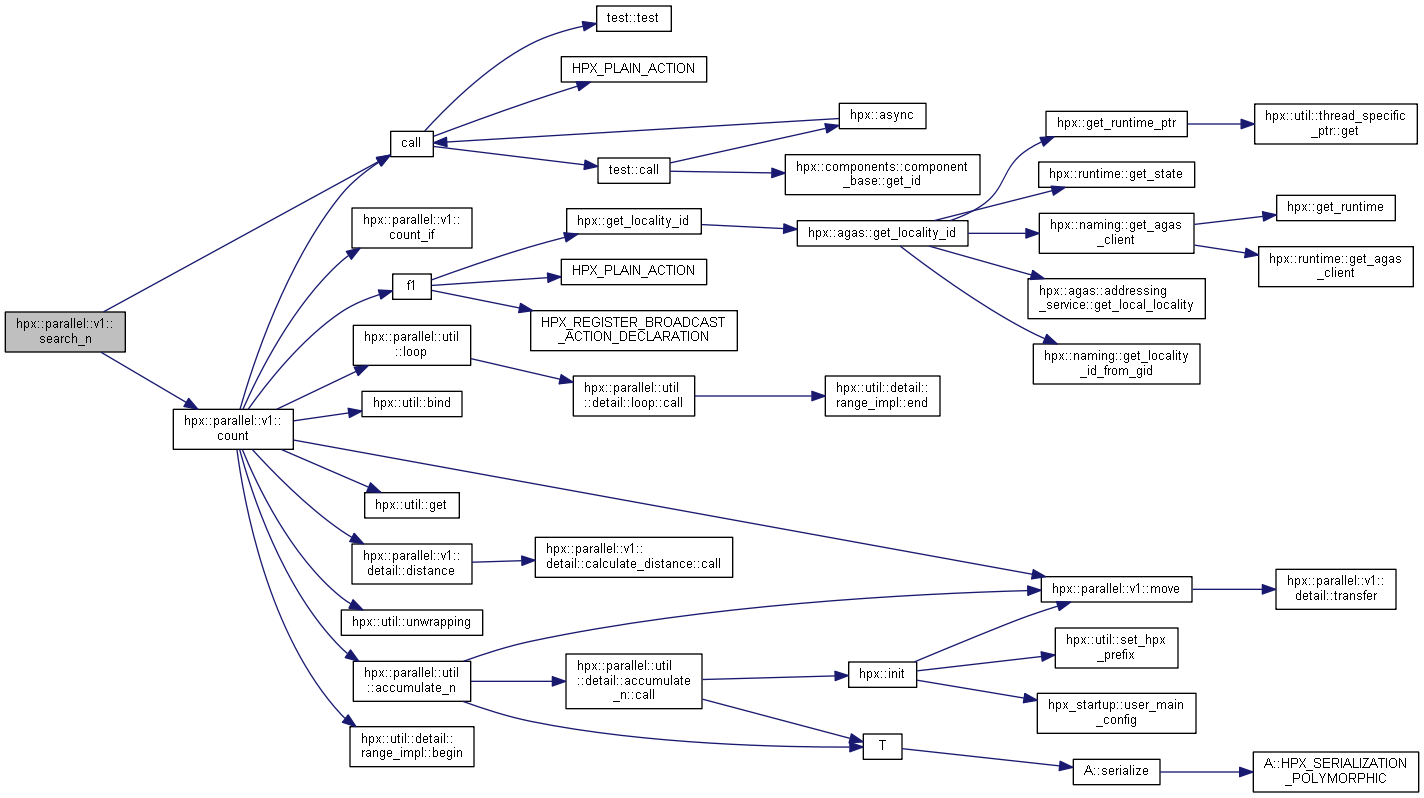 test::test
HPX_PLAIN_ACTION
hpx::async
call
test::call
hpx::components::component
_base::get_id
hpx::get_runtime_ptr
hpx::util::thread_specific
_ptr::get
hpx::runtime::get_state
hpx::parallel::v1::
count_if
hpx::get_locality_id
hpx::agas::get_locality_id
hpx::naming::get_agas
_client
hpx::get_runtime
hpx::runtime::get_agas
_client
f1
HPX_PLAIN_ACTION
hpx::agas::addressing
_service::get_local_locality
HPX_REGISTER_BROADCAST
_ACTION_DECLARATION
hpx::parallel::v1::
search_n
hpx::parallel::util
::loop
hpx::naming::get_locality
_id_from_gid
hpx::parallel::util
::detail::loop::call
hpx::util::detail::
range_impl::end
hpx::util::bind
hpx::parallel::v1::
count
hpx::util::get
hpx::parallel::v1::
detail::distance
hpx::parallel::v1::
detail::calculate_distance::call
hpx::parallel::v1::move
hpx::parallel::v1::
detail::transfer
hpx::util::unwrapping
hpx::util::set_hpx
_prefix
hpx::parallel::util
::accumulate_n
hpx::parallel::util
::detail::accumulate
_n::call
hpx::init
hpx_startup::user_main
_config
hpx::util::detail::
range_impl::begin
T
A::serialize
A::HPX_SERIALIZATION
_POLYMORPHIC